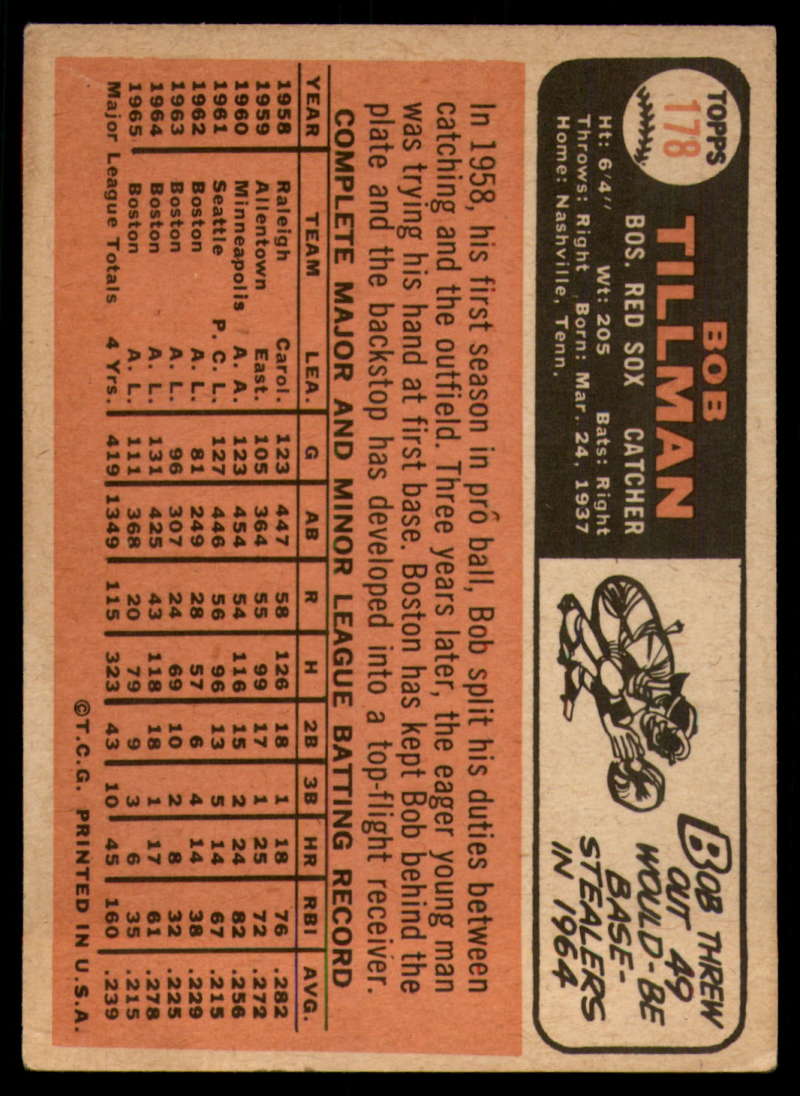 TOPPS
178
BOB
TILLMAN
BOS. RED SOX CATCHER
Ht: 6'4" Wt: 205 Bats: Right
Throws: Right Born: Mar. 24, 1937
Home: Nashville, Tenn.
BOB THREW
OUT 49
WOULD-BE
BASE-
STEALERS
IN 1964
In 1958, his first season in pro ball, Bob split his duties between
catching and the outfield. Three years later, the eager young man
was trying his hand at first base. Boston has kept Bob behind the
plate and the backstop has developed into a top-flight receiver.
COMPLETE MAJOR AND MINOR LEAGUE BATTING RECORD
YEAR TEAM LEA. G AB R H 2B 3B HR RBI AVG.
1958 Raleigh Carol. 123 447 58 126 18 1 18 76 .282
1959 Allentown East. 105 364 55 99 17 1 25 72 .272
1960 Minneapolis A. A. 123 454 54 116 15 2 24 82 .256
1961 Seattle P. C. L. 127 446 56 96 13 5 14 67 .215
1962 Boston A. L. 81 249 28 57 6 4 14 38 .229
1963 Boston A. L. 96 307 24 69 10 2 8 32 .225
1964 Boston A. L. 131 425 43 118 18 1 17 61 .278
1965 Boston A. L. 111 368 20 79 9 3 6 35 .215
Major League Totals 4 Yrs. 419 1349 115 323 43 10 45 160 .239
©T.C.G. PRINTED IN U.S.A.